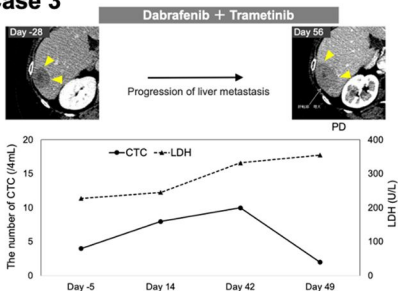 Case 3
Dabrafenib + Trametinib
Day -28
Day 56
Progression of liver metastasis
PD
CTC
LDH
The number of CTC (/4mL)
20
15
10
5
0
LDH (U/L)
400
300
200
100
0
Day -5
Day 14
Day 42
Day 49